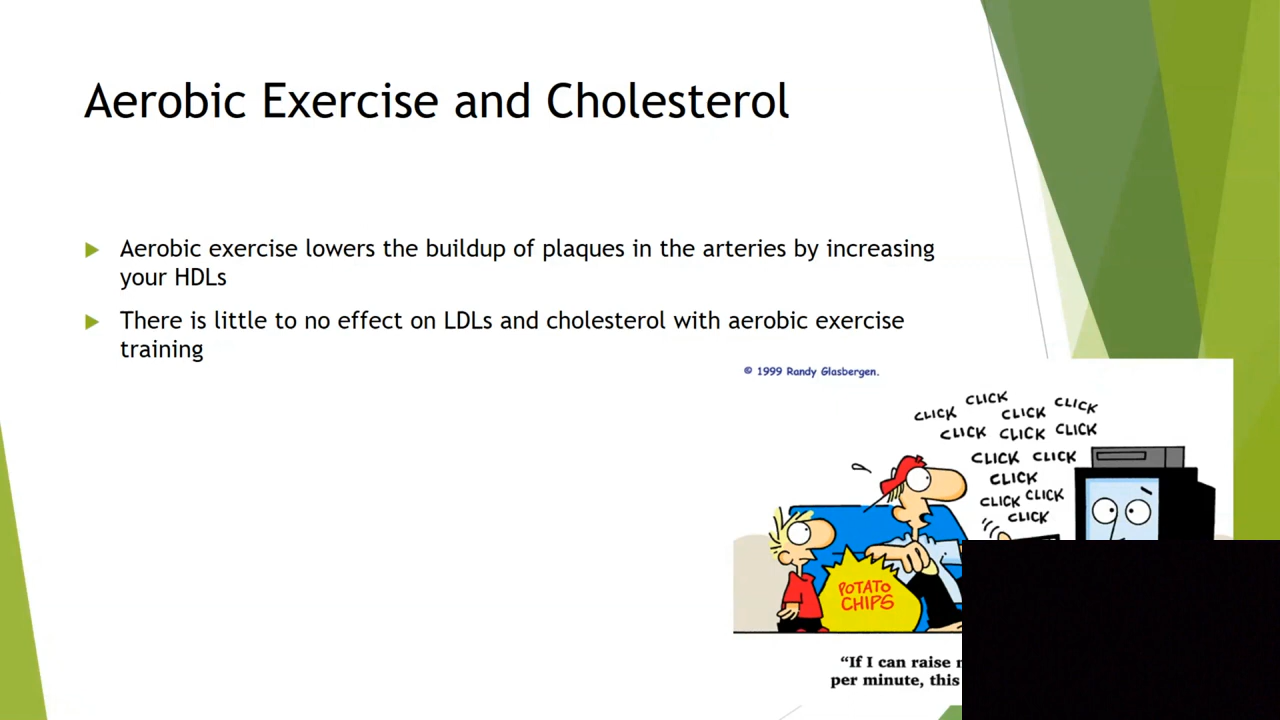 Aerobic Exercise and Cholesterol
Aerobic exercise lowers the buildup of plaques in the arteries by increasing
your HDLs
There is little to no effect on LDLs and cholesterol with aerobic exercise
training
© 1999 Randy Glasbergen.
CLICK CLICK CLICK CLICK
CLICK CLICK CLICK
CLICK CLICK
CLICK
CLICK CLICK
CLICK
POTATO
CHIPS
“If I can raise
per minute, this